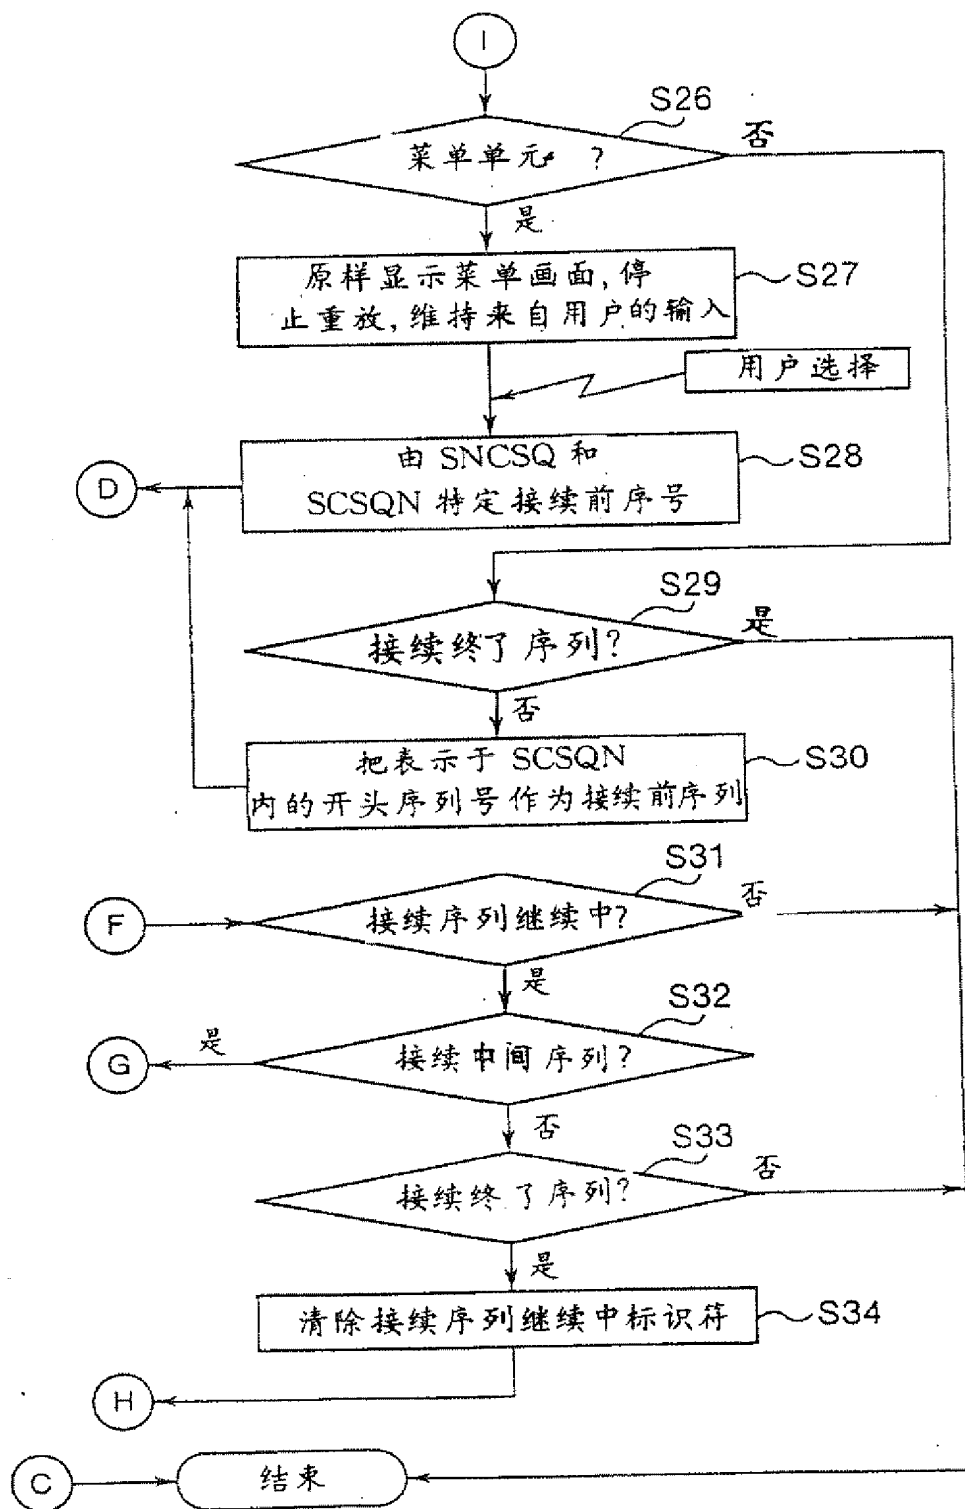 I
S26
菜单单元 ?
否
是
原样显示菜单画面,停
止重放,维持来自用户的输入
S27
用户选择
由 SNCSQ 和
SCSQN 特定接续前序号
S28
D
S29
接续终了序列?
是
否
把表示于 SCSQN
内的开头序列号作为接续前序列
S30
S31
F
接续序列继续中?
否
是
S32
G
是
接续中间序列?
否
S33
接续终了序列?
否
是
清除接续序列继续中标识符
S34
H
C
结束